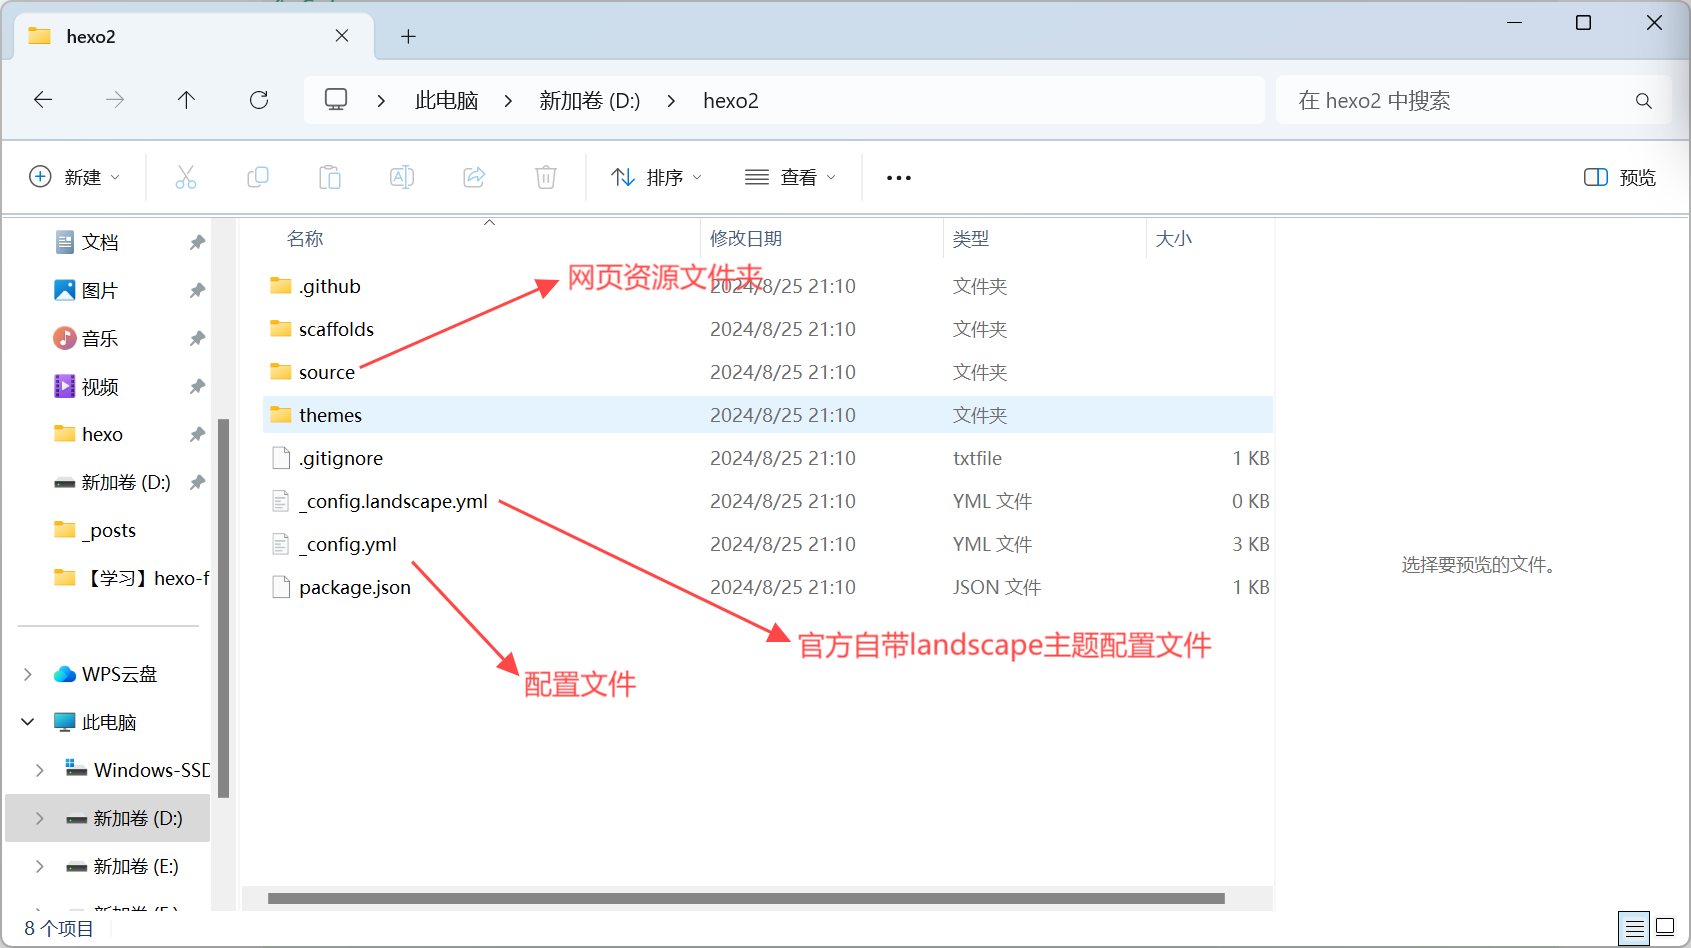 hexo2
此电脑
新加卷 (D:)
hexo2
在 hexo2 中搜索
新建
排序
查看
预览
文档
图片
音乐
视频
hexo
新加卷 (D:)
_posts
【学习】hexo-f
WPS云盘
此电脑
Windows-SSD
新加卷 (D:)
新加卷 (E:)
名称 修改日期 类型 大小
.github 2024/8/25 21:10 文件夹
网页资源文件夹
scaffolds 2024/8/25 21:10 文件夹
source 2024/8/25 21:10 文件夹
themes 2024/8/25 21:10 文件夹
.gitignore 2024/8/25 21:10 txtfile 1 KB
_config.landscape.yml 2024/8/25 21:10 YML 文件 0 KB
_config.yml 2024/8/25 21:10 YML 文件 3 KB
package.json 2024/8/25 21:10 JSON 文件 1 KB
官方自带landscape主题配置文件
配置文件
选择要预览的文件。
8 个项目